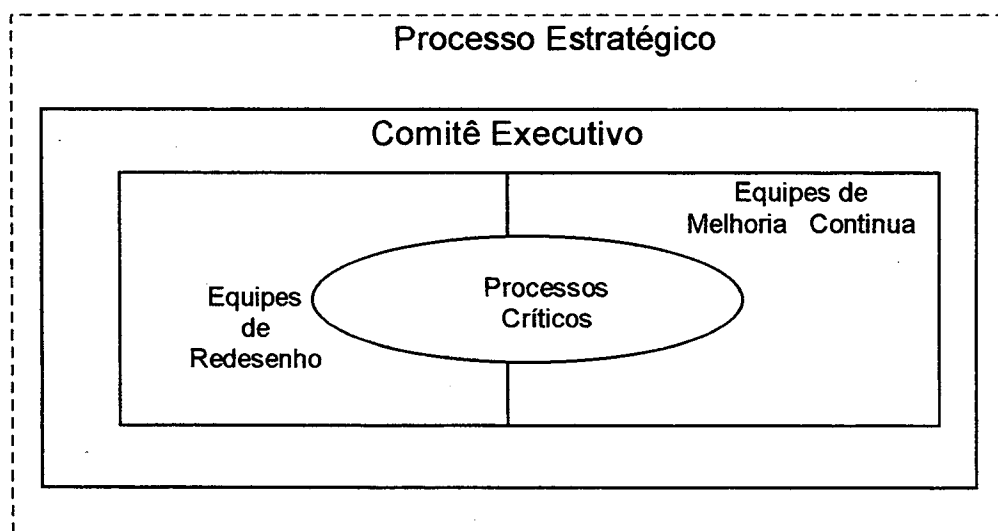 Processo Estratégico
Comitê Executivo
Equipes de
Melhoria Continua
Equipes
de
Redesenho
Processos
Críticos